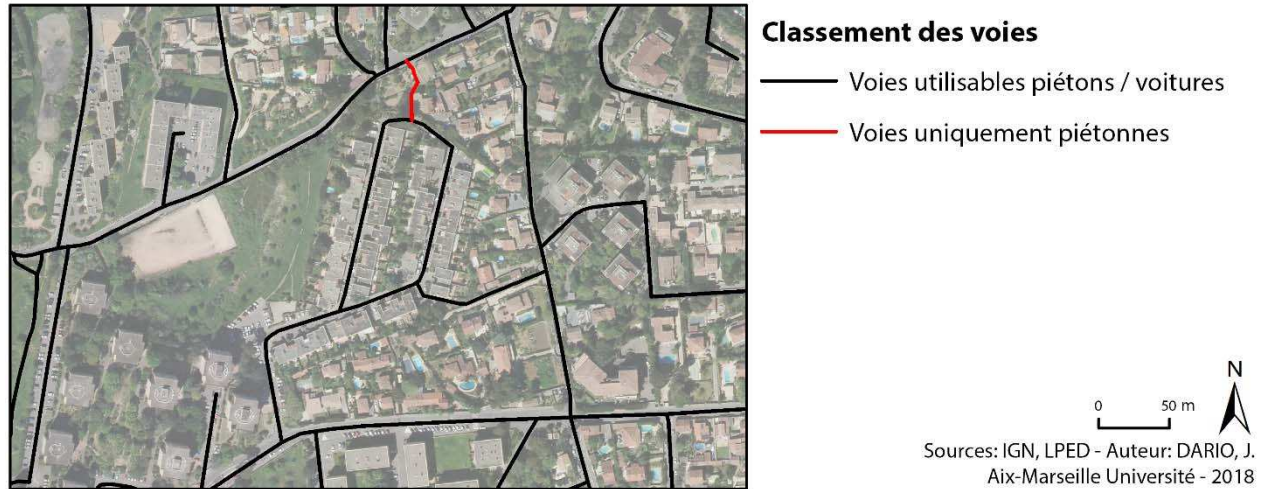 Classement des voies
Voies utilisables piétons / voitures
Voies uniquement piétonnes
N
0 50 m
Sources: IGN, LPED - Auteur: DARIO, J.
Aix-Marseille Université - 2018